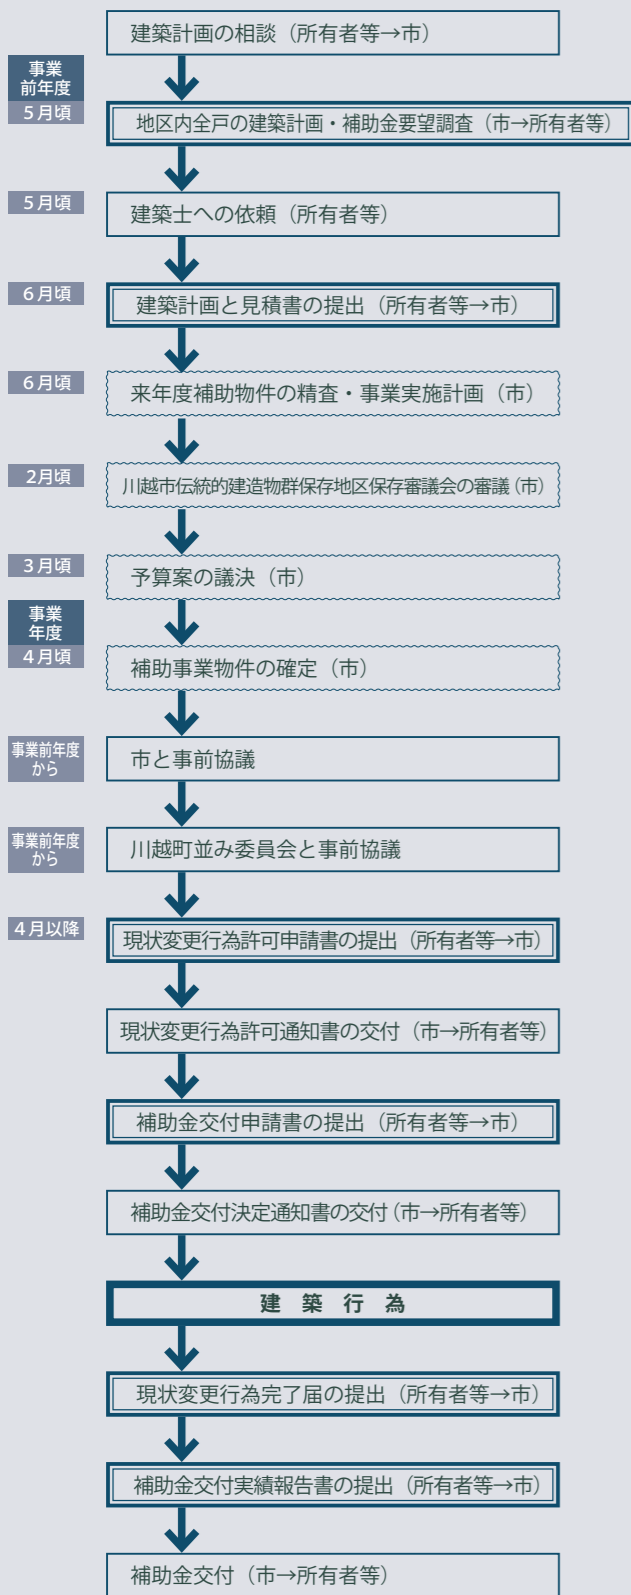 建築計画の相談（所有者等→市）
事業
前年度
5月頃
地区内全戸の建築計画・補助金要望調査（市→所有者等）
5月頃
建築士への依頼（所有者等）
6月頃
建築計画と見積書の提出（所有者等→市）
6月頃
来年度補助物件の精査・事業実施計画（市）
2月頃
川越市伝統的建造物群保存地区保存審議会の審議（市）
3月頃
予算案の議決（市）
事業
年度
4月頃
補助事業物件の確定（市）
事業前年度
から
市と事前協議
事業前年度
から
川越町並み委員会と事前協議
4月以降
現状変更行為許可申請書の提出（所有者等→市）
現状変更行為許可通知書の交付（市→所有者等）
補助金交付申請書の提出（所有者等→市）
補助金交付決定通知書の交付（市→所有者等）
建築行為
現状変更行為完了届の提出（所有者等→市）
補助金交付実績報告書の提出（所有者等→市）
補助金交付（市→所有者等）